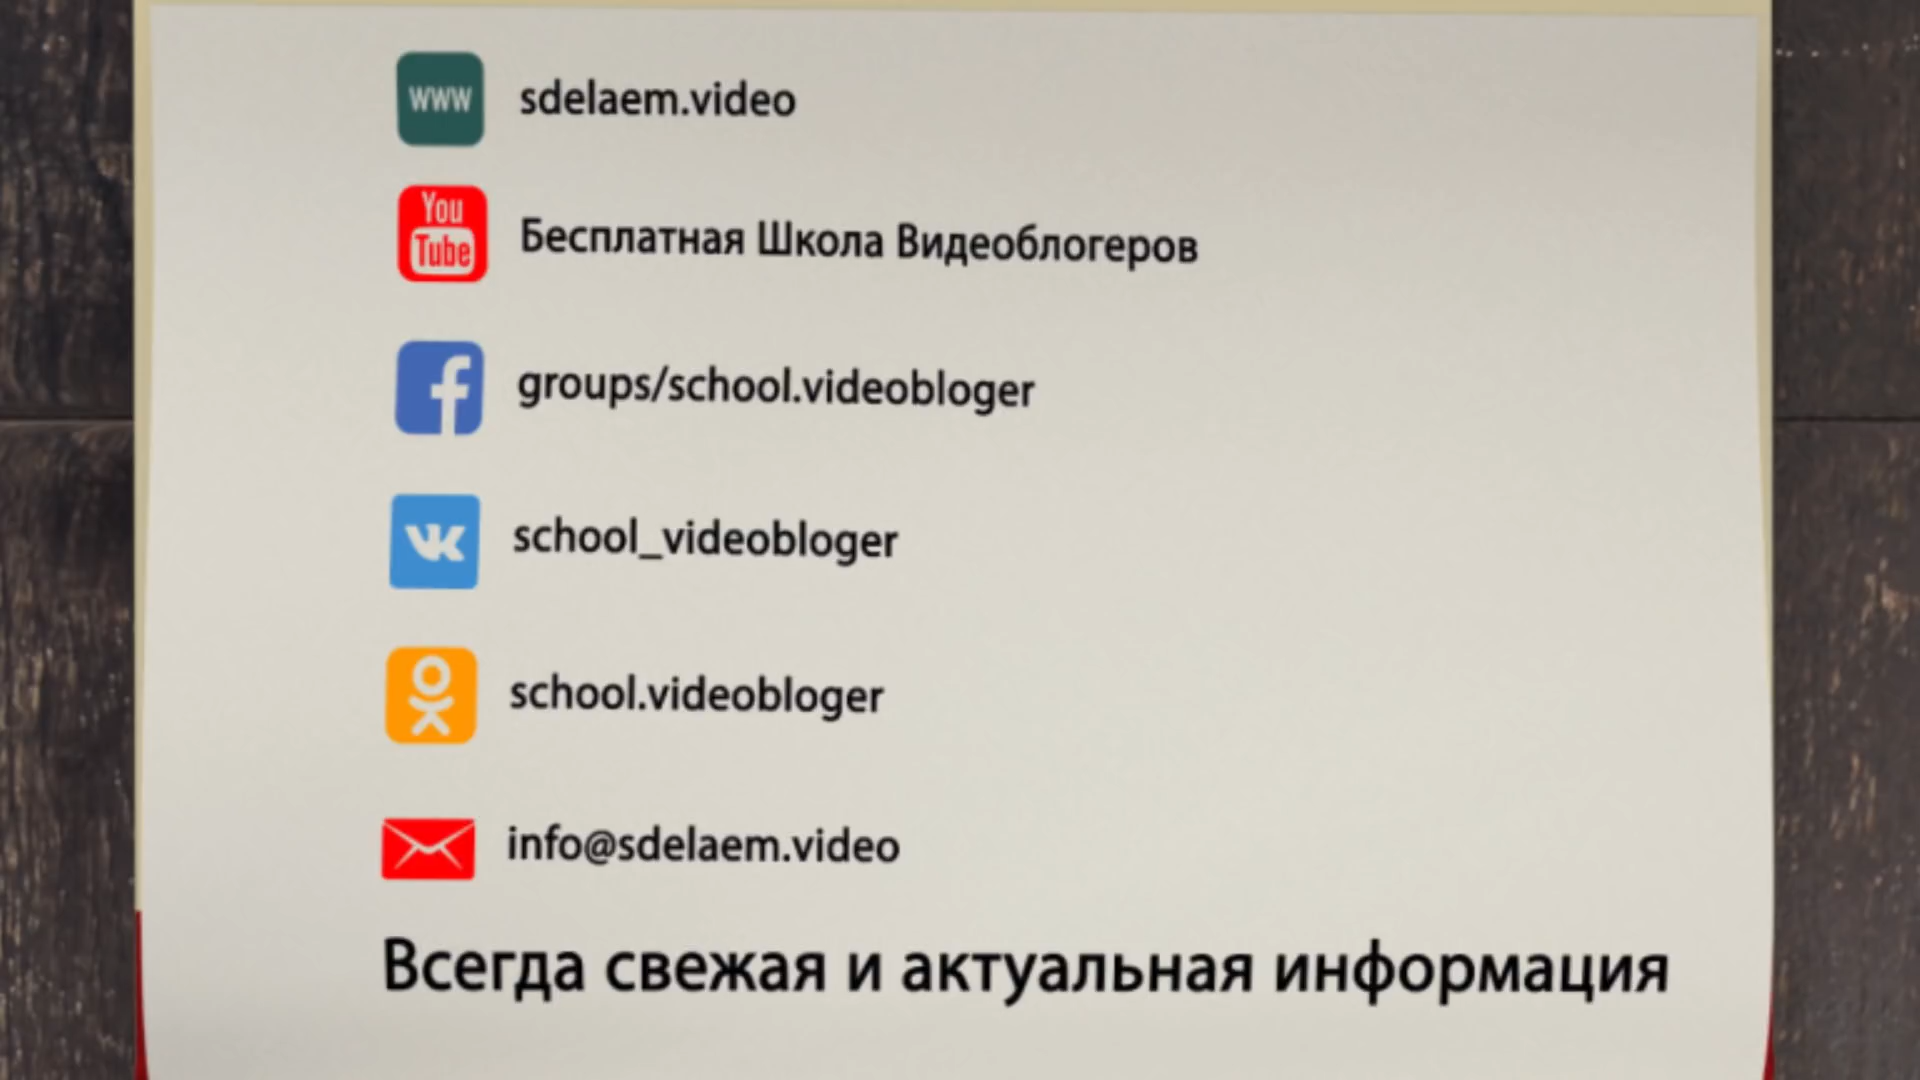 www sdelaem.video
You
Tube Бесплатная Школа Видеоблогеров
groups/school.videobloger
school_videobloger
school.videobloger
info@sdelaem.video
Всегда свежая и актуальная информация